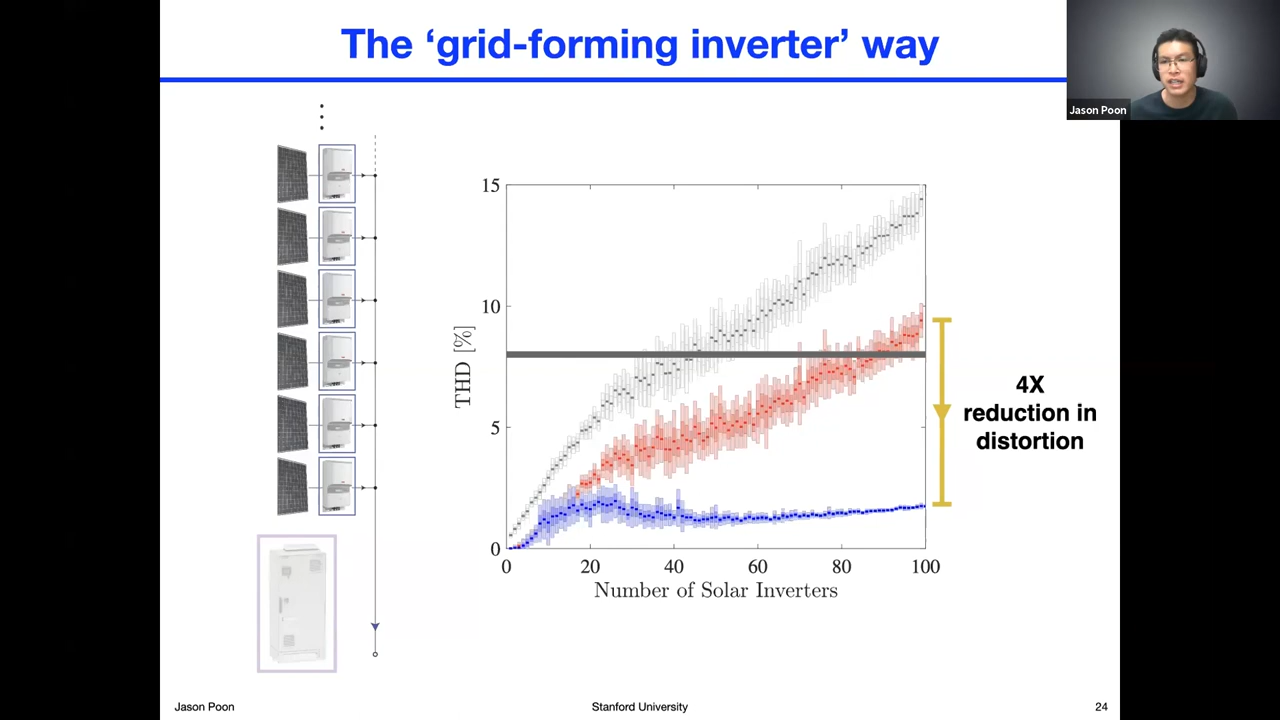 The ‘grid-forming inverter’ way
Jason Poon
15
10
5
0
THD [%]
0 20 40 60 80 100
Number of Solar Inverters
4X
reduction in
distortion
Jason Poon
Stanford University
24